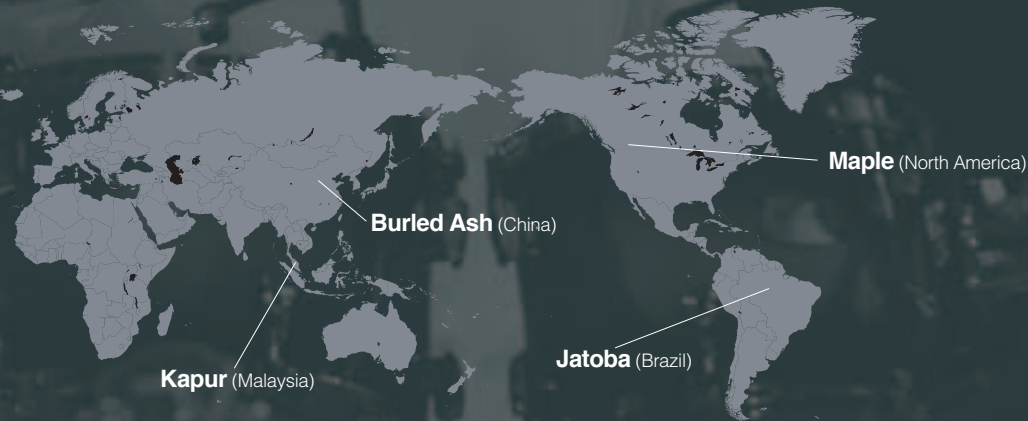 Maple (North America)
Burled Ash (China)
Jatoba (Brazil)
Kapur (Malaysia)